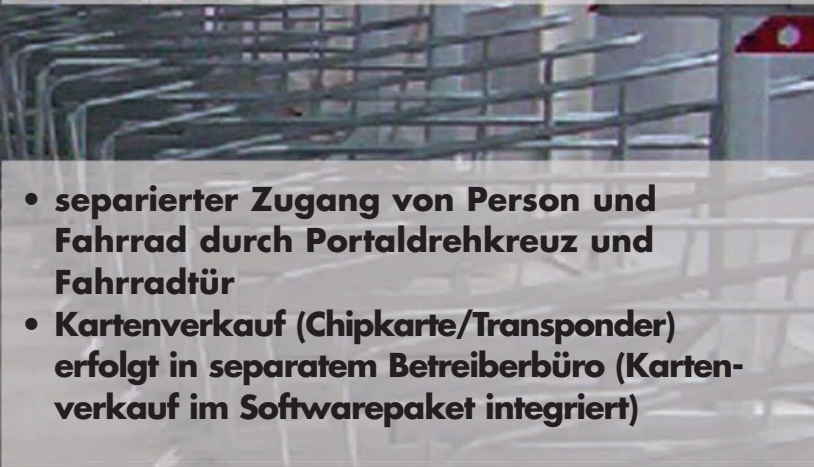 • separierter Zugang von Person und
Fahrrad durch Portaldrehkreuz und
Fahrradtür
• Kartenverkauf (Chipkarte/Transponder)
erfolgt in separatem Betreiberbüro (Karten-
verkauf im Softwarepaket integriert)